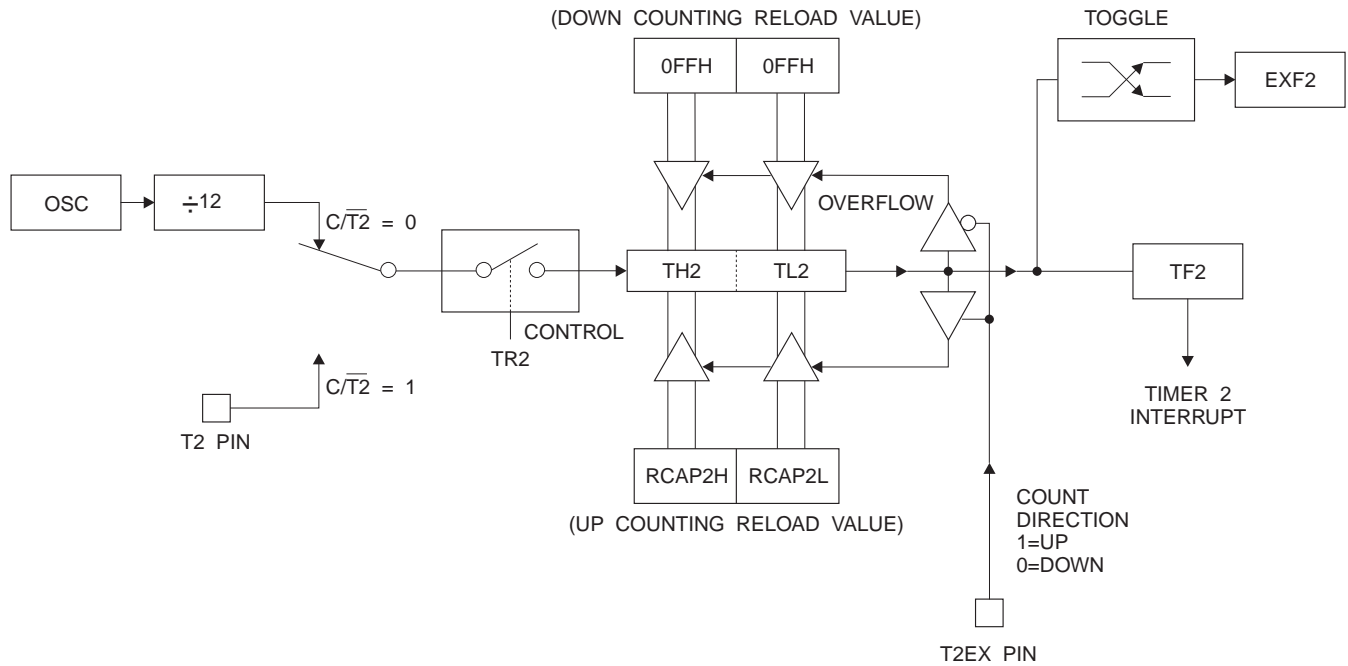 (DOWN COUNTING RELOAD VALUE)
TOGGLE
0FFH
0FFH
EXF2
OSC
÷12
C/T2̅ = 0
OVERFLOW
TH2
TL2
TF2
CONTROL
TR2
C/T2̅ = 1
T2 PIN
TIMER 2
INTERRUPT
RCAP2H
RCAP2L
(UP COUNTING RELOAD VALUE)
COUNT
DIRECTION
1=UP
0=DOWN
T2EX PIN